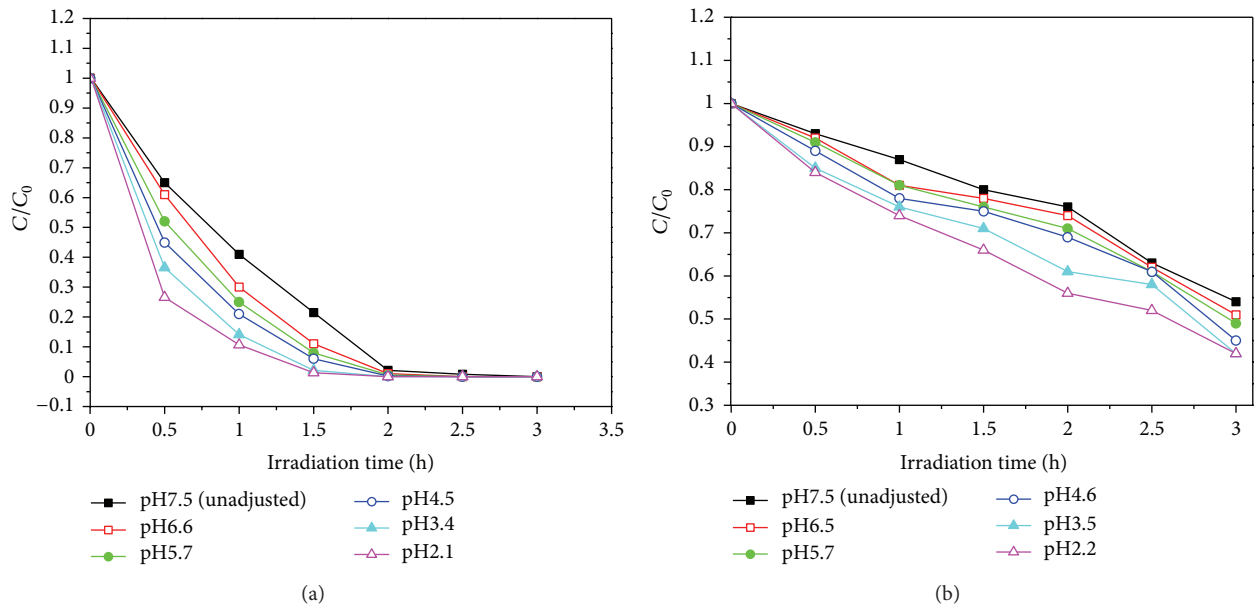 1.2
1.1
1
0.9
0.8
0.7
0.6
0.5
0.4
0.3
0.2
0.1
0
−0.1
C/C0
0 0.5 1 1.5 2 2.5 3 3.5
Irradiation time (h)
pH7.5 (unadjusted) pH4.5
pH6.6 pH3.4
pH5.7 pH2.1
(a)
1.2
1.1
1
0.9
0.8
0.7
0.6
0.5
0.4
0.3
C/C0
0 0.5 1 1.5 2 2.5 3
Irradiation time (h)
pH7.5 (unadjusted) pH4.6
pH6.5 pH3.5
pH5.7 pH2.2
(b)